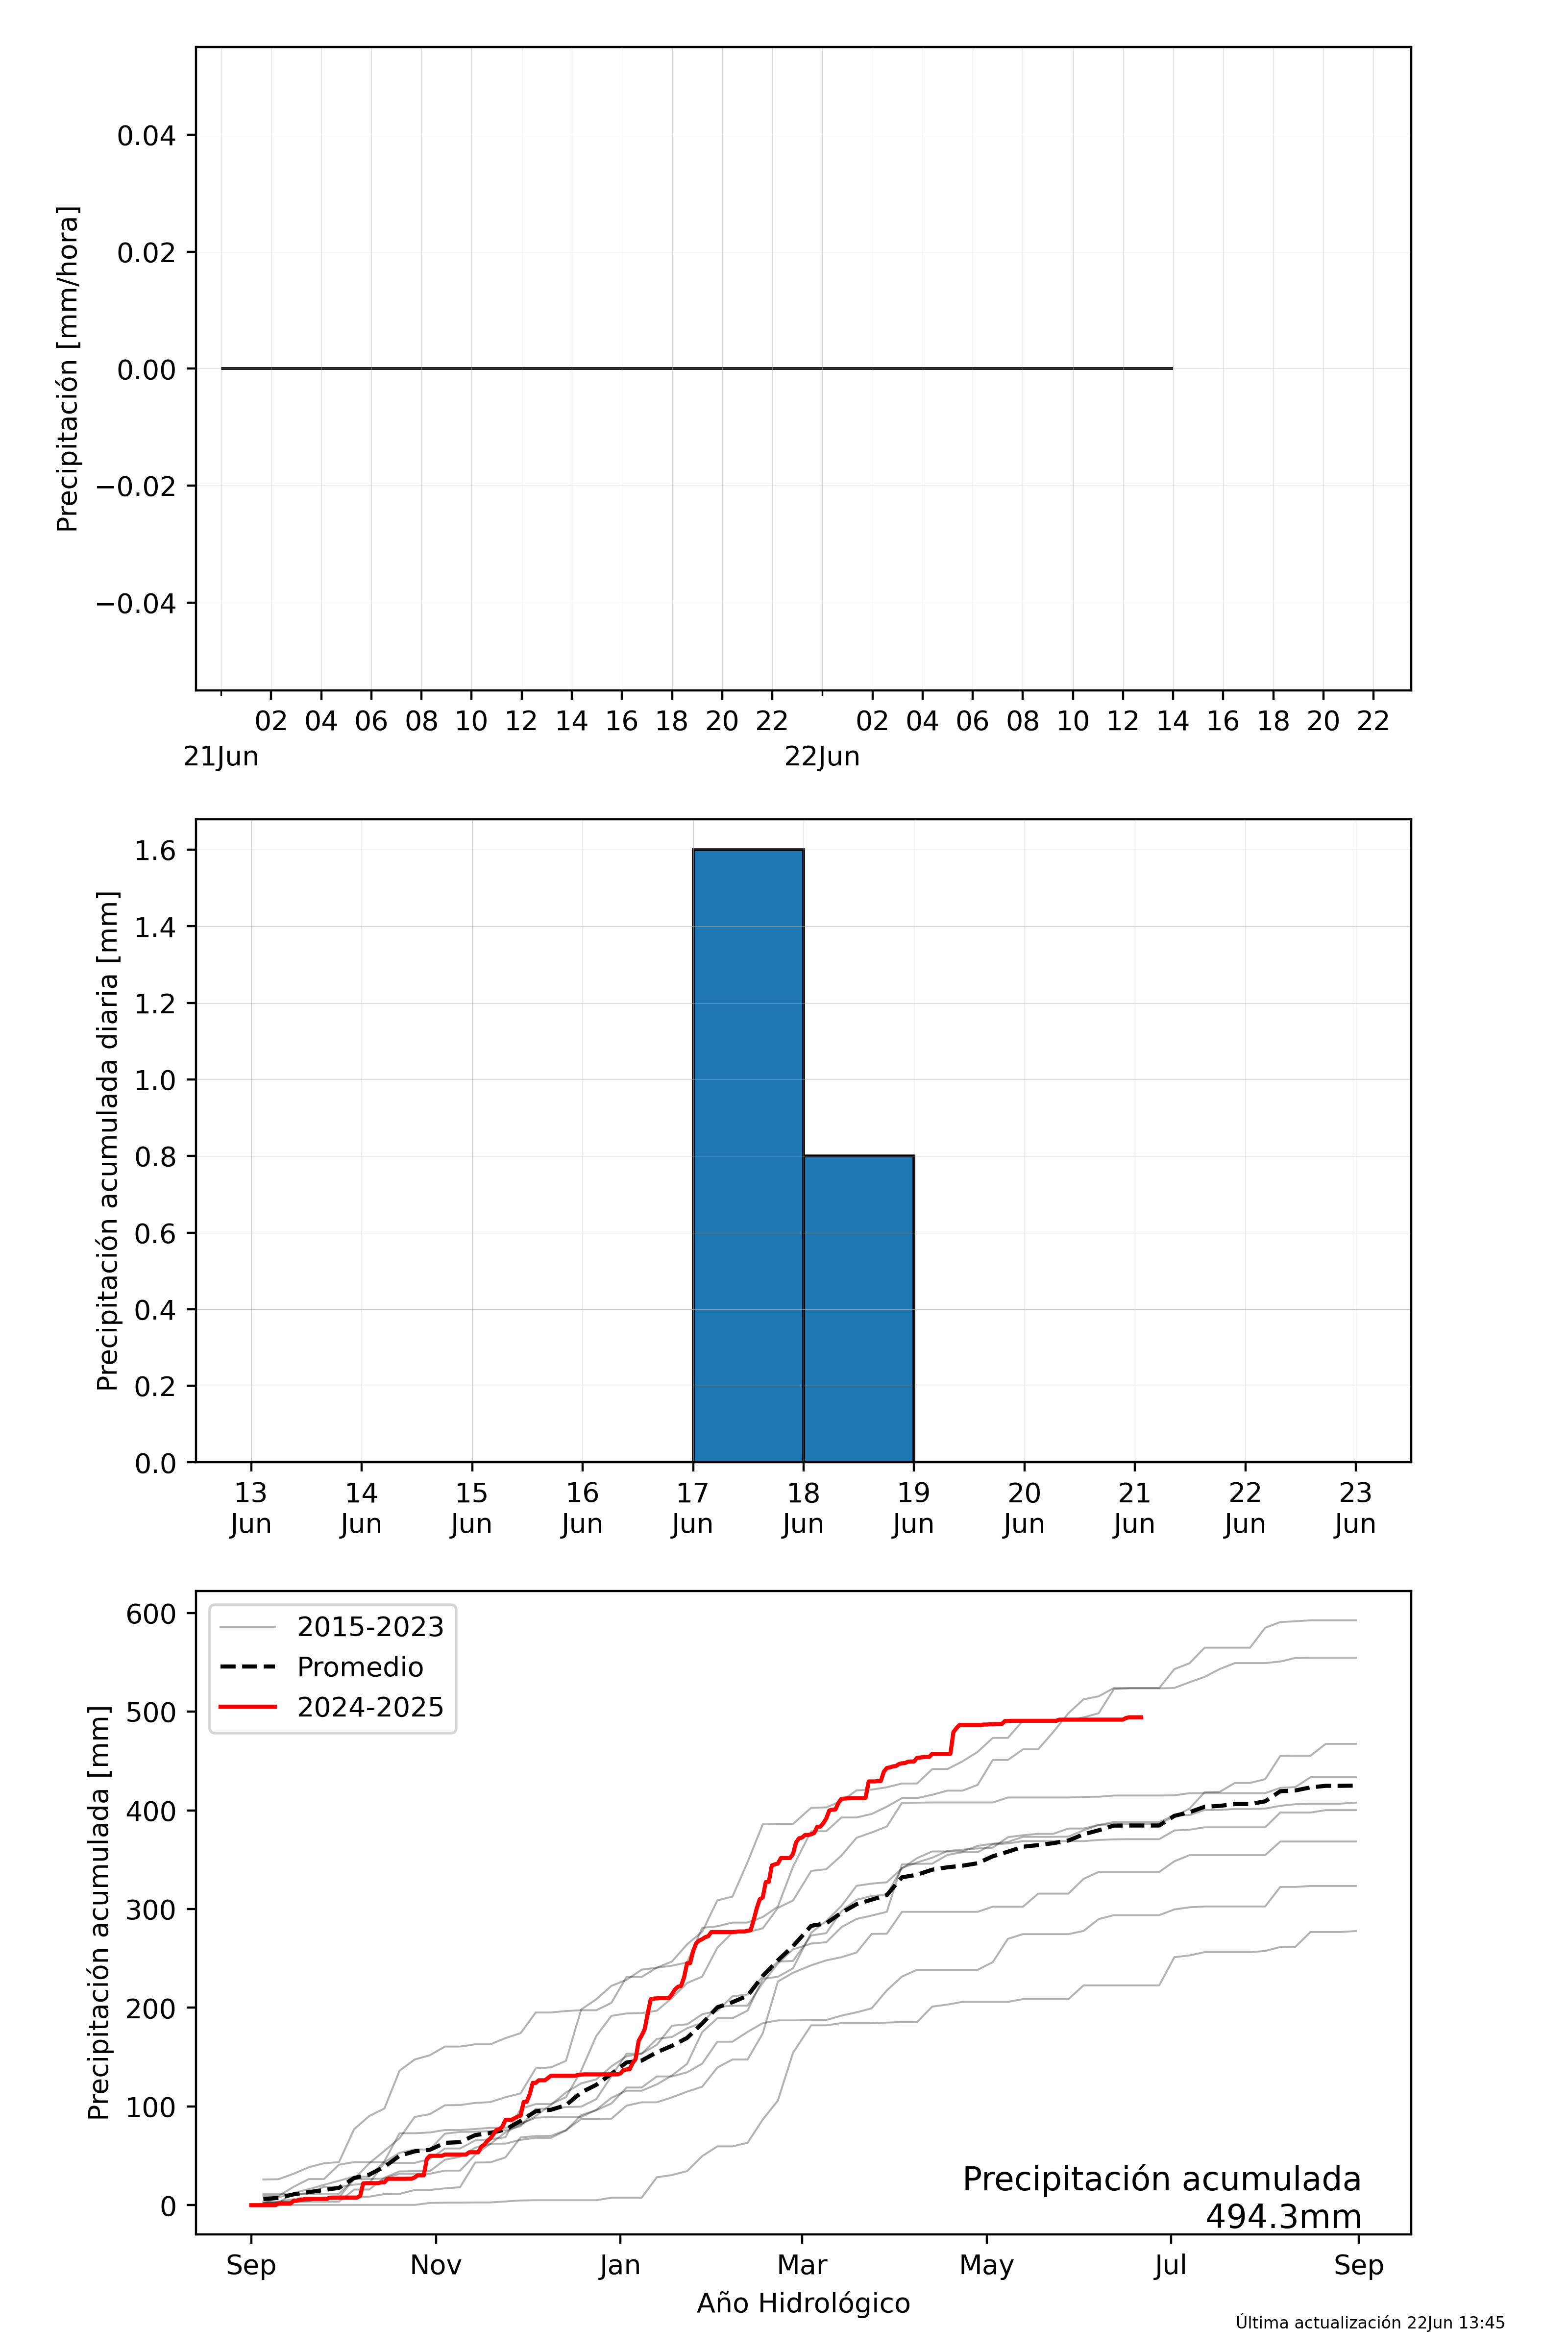 Precipitación [mm/hora]
0.04
0.02
0.00
−0.02
−0.04
02 04 06 08 10 12 14 16 18 20 22 02 04 06 08 10 12 14 16 18 20 22
21Jun 22Jun
Precipitación acumulada diaria [mm]
1.6
1.4
1.2
1.0
0.8
0.6
0.4
0.2
0.0
13 14 15 16 17 18 19 20 21 22 23
Jun Jun Jun Jun Jun Jun Jun Jun Jun Jun Jun
Precipitación acumulada [mm]
600
500
400
300
200
100
0
2015-2023
Promedio
2024-2025
Precipitación acumulada
494.3mm
Sep Nov Jan Mar May Jul Sep
Año Hidrológico
Última actualización 22Jun 13:45